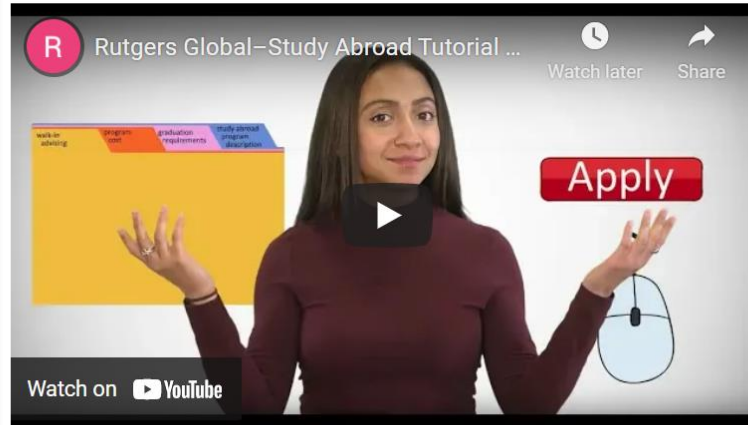 R
Rutgers Global–Study Abroad Tutorial ...
Watch later
Share
walk-in
advising
program
cost
graduation
requirements
study abroad
program
description
Apply
Watch on YouTube